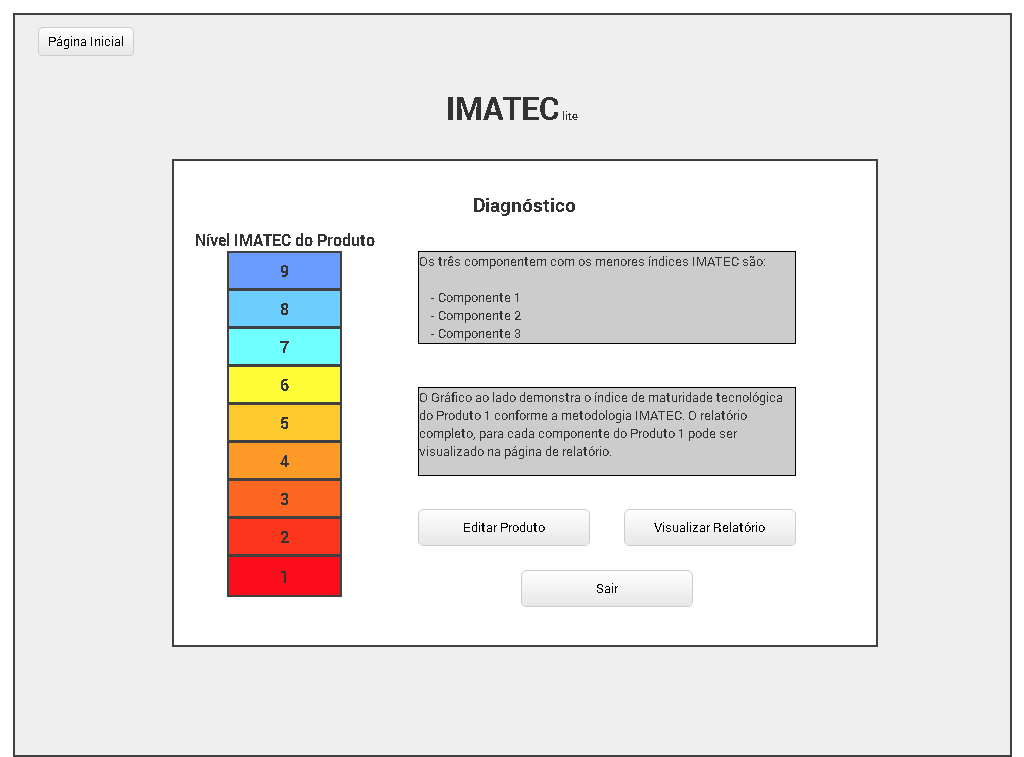 Página Inicial
IMATEC lite
Diagnóstico
Nível IMATEC do Produto
9
8
7
6
5
4
3
2
1
Os três componentem com os menores índices IMATEC são:
- Componente 1
- Componente 2
- Componente 3
O Gráfico ao lado demonstra o índice de maturidade tecnológica
do Produto 1 conforme a metodologia IMATEC. O relatório
completo, para cada componente do Produto 1 pode ser
visualizado na página de relatório.
Editar Produto
Visualizar Relatório
Sair